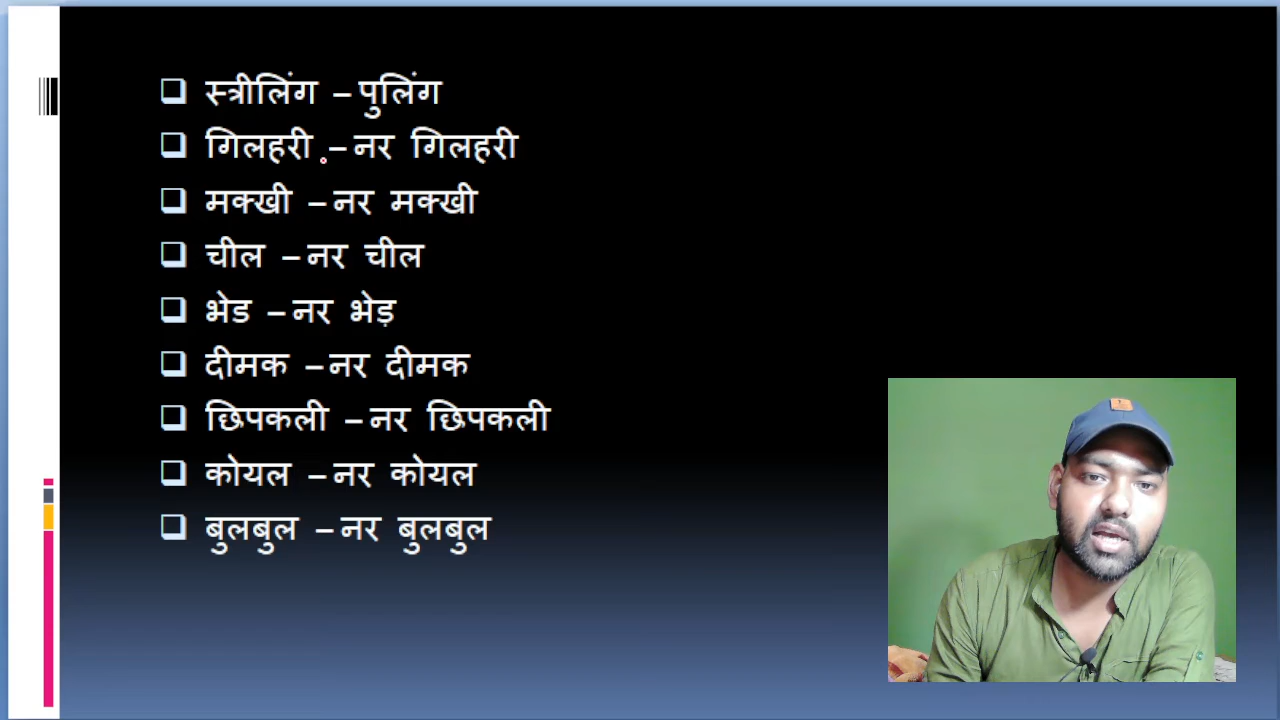 स्त्रीलिंग – पुलिंग
गिलहरी – नर गिलहरी
मक्खी – नर मक्खी
चील – नर चील
भेड – नर भेड़
दीमक – नर दीमक
छिपकली – नर छिपकली
कोयल – नर कोयल
बुलबुल – नर बुलबुल